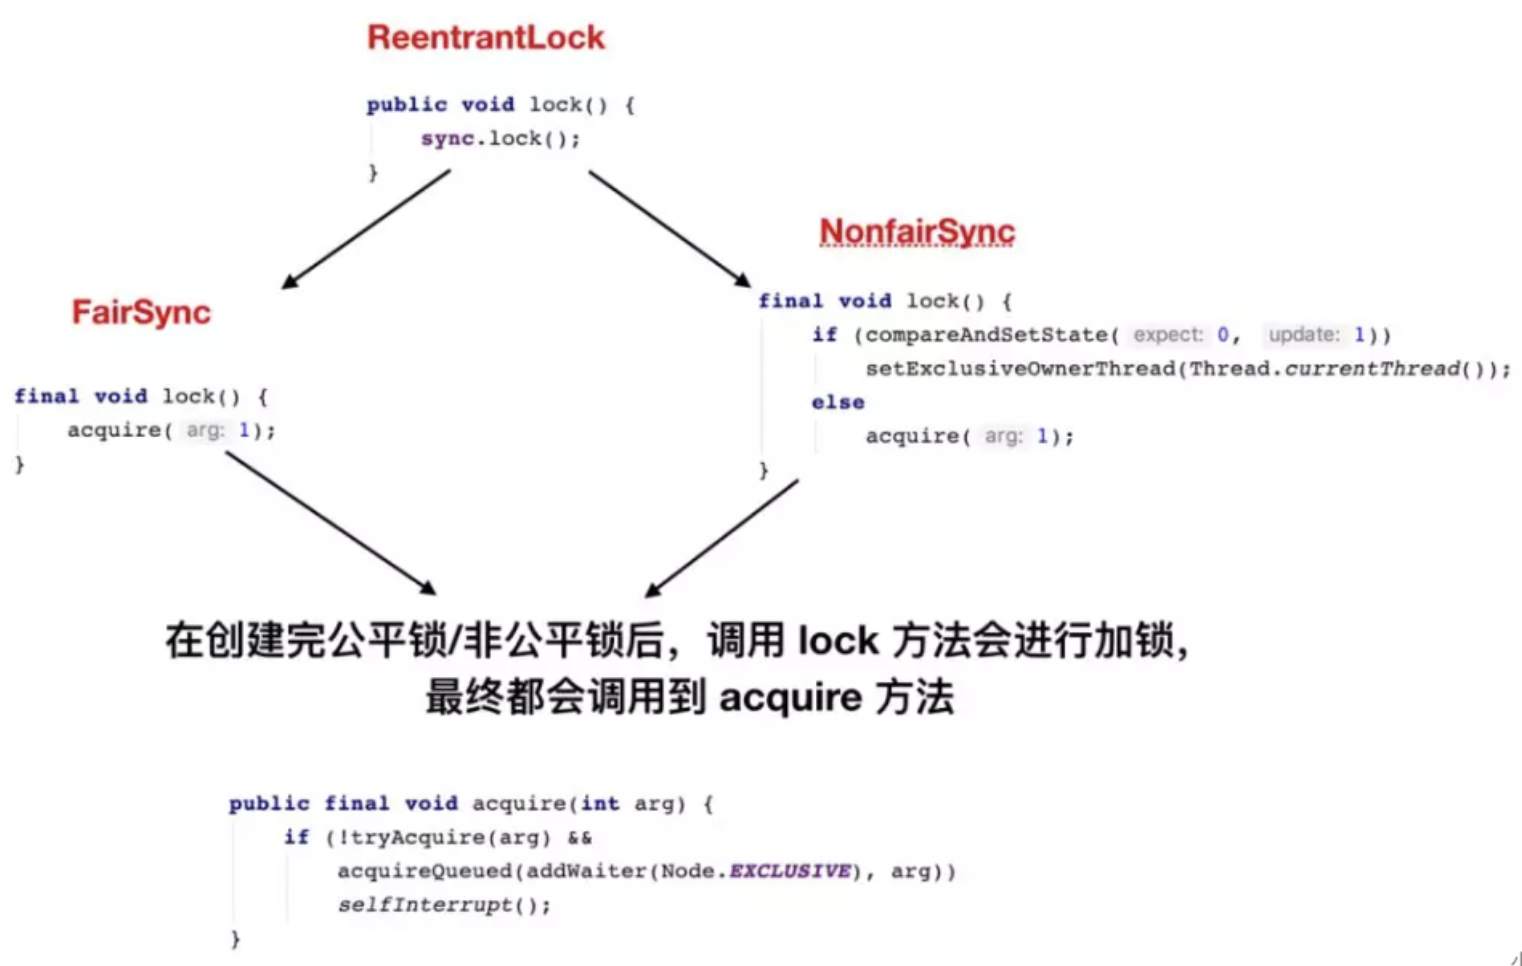 ReentrantLock
public void lock() {
sync.lock();
}
NonfairSync
final void lock() {
if (compareAndSetState( expect: 0, update: 1))
setExclusiveOwnerThread(Thread.currentThread());
else
acquire( arg: 1);
}
FairSync
final void lock() {
acquire( arg: 1);
}
在创建完公平锁/非公平锁后，调用 lock 方法会进行加锁，
最终都会调用到 acquire 方法
public final void acquire(int arg) {
if (!tryAcquire(arg) &&
acquireQueued(addWaiter(Node.EXCLUSIVE), arg))
selfInterrupt();
}